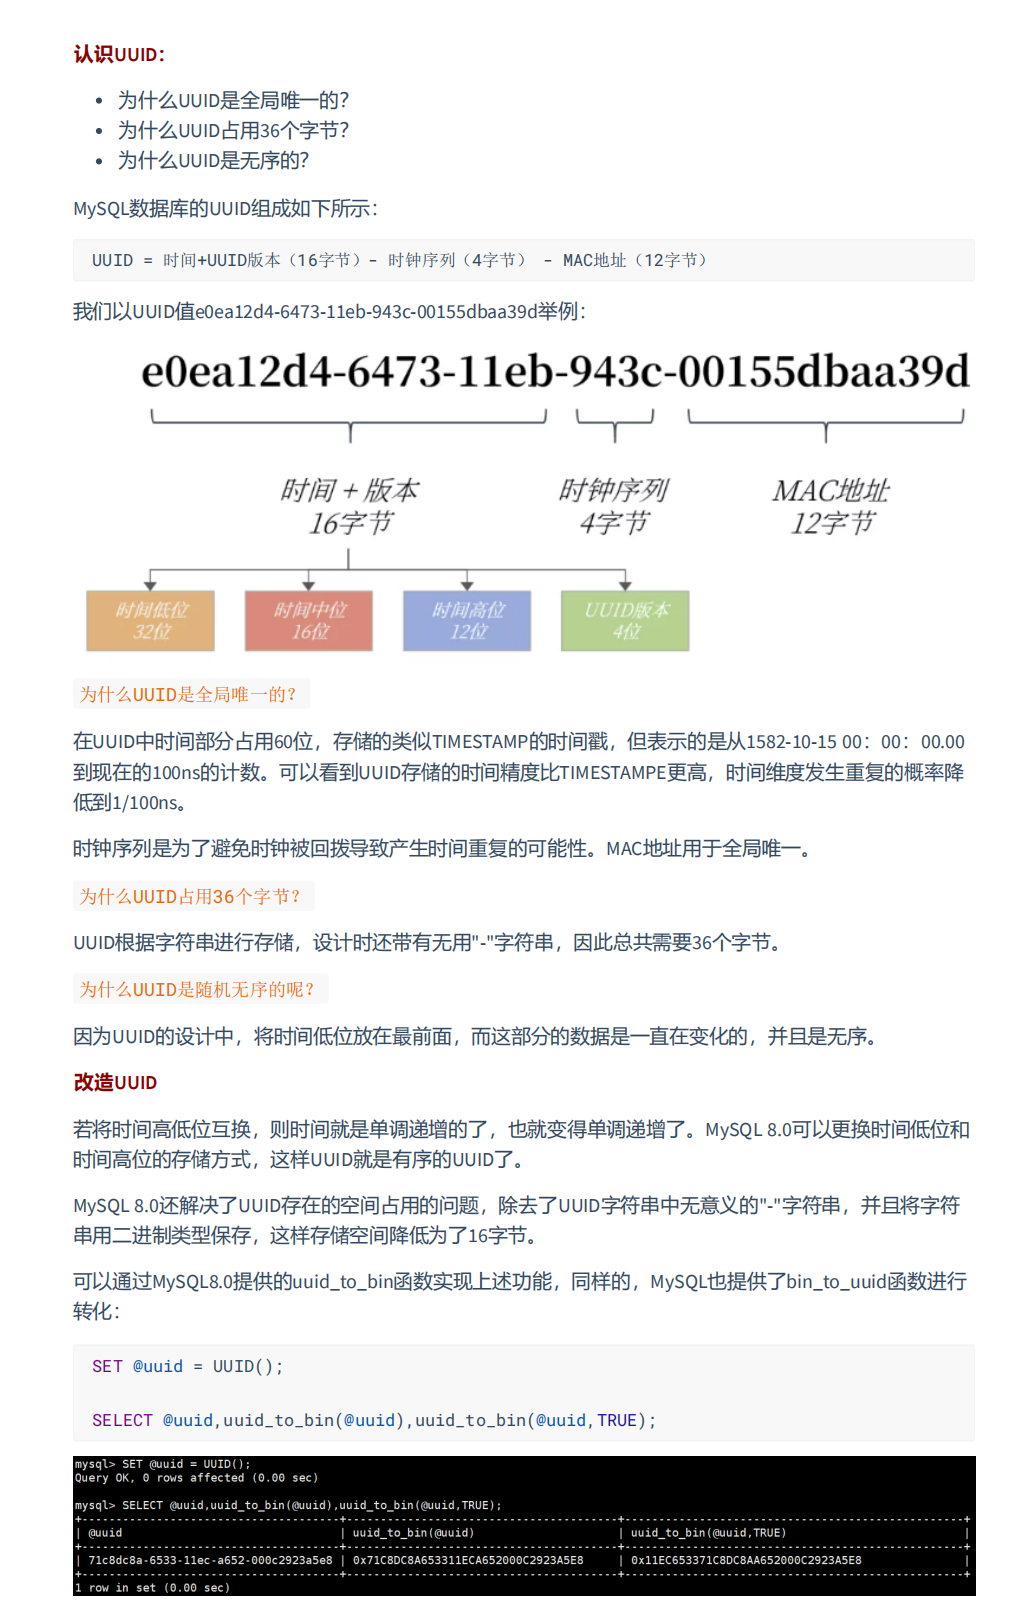 认识UUID：
• 为什么UUID是全局唯一的？
• 为什么UUID占用36个字节？
• 为什么UUID是无序的？
MySQL数据库的UUID组成如下所示：
UUID = 时间+UUID版本（16字节）- 时钟序列（4字节） - MAC地址（12字节）
我们以UUID值e0ea12d4-6473-11eb-943c-00155dbaa39d举例：
e0ea12d4-6473-11eb-943c-00155dbaa39d
时间 + 版本 时钟序列 MAC地址
16字节 4字节 12字节
时间低位 时间中位 时间高位 UUID版本
32位 16位 12位 4位
为什么UUID是全局唯一的？
在UUID中时间部分占用60位，存储的类似TIMESTAMP的时间戳，但表示的是从1582-10-15 00：00：00.00
到现在的100ns的计数。可以看到UUID存储的时间精度比TIMESTAMPE更高，时间维度发生重复的概率降
低到1/100ns。
时钟序列是为了避免时钟被回拨导致产生时间重复的可能性。MAC地址用于全局唯一。
为什么UUID占用36个字节？
UUID根据字符串进行存储，设计时还带有无用"-"字符串，因此总共需要36个字节。
为什么UUID是随机无序的呢？
因为UUID的设计中，将时间低位放在最前面，而这部分的数据是一直在变化的，并且是无序。
改造UUID
若将时间高低位互换，则时间就是单调递增的了，也就变得单调递增了。MySQL 8.0可以更换时间低位和
时间高位的存储方式，这样UUID就是有序的UUID了。
MySQL 8.0还解决了UUID存在的空间占用的问题，除去了UUID字符串中无意义的"-"字符串，并且将字符
串用二进制类型保存，这样存储空间降低为了16字节。
可以通过MySQL8.0提供的uuid_to_bin函数实现上述功能，同样的，MySQL也提供了bin_to_uuid函数进行
转化：
SET @uuid = UUID();
SELECT @uuid,uuid_to_bin(@uuid),uuid_to_bin(@uuid,TRUE);
mysql> SET @uuid = UUID();
Query OK, 0 rows affected (0.00 sec)
mysql> SELECT @uuid,uuid_to_bin(@uuid),uuid_to_bin(@uuid,TRUE);
| @uuid | uuid_to_bin(@uuid) | uuid_to_bin(@uuid,TRUE) |
| 71c8dc8a-6533-11ec-a652-000c2923a5e8 | 0x71C8DC8A653311ECA652000C2923A5E8 | 0x11EC653371C8DC8AA652000C2923A5E8 |
1 row in set (0.00 sec)